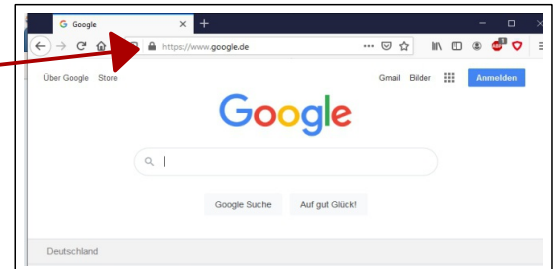 Google
https://www.google.de
Über Google Store
Gmail Bilder
Anmelden
Google
Google Suche
Auf gut Glück!
Deutschland